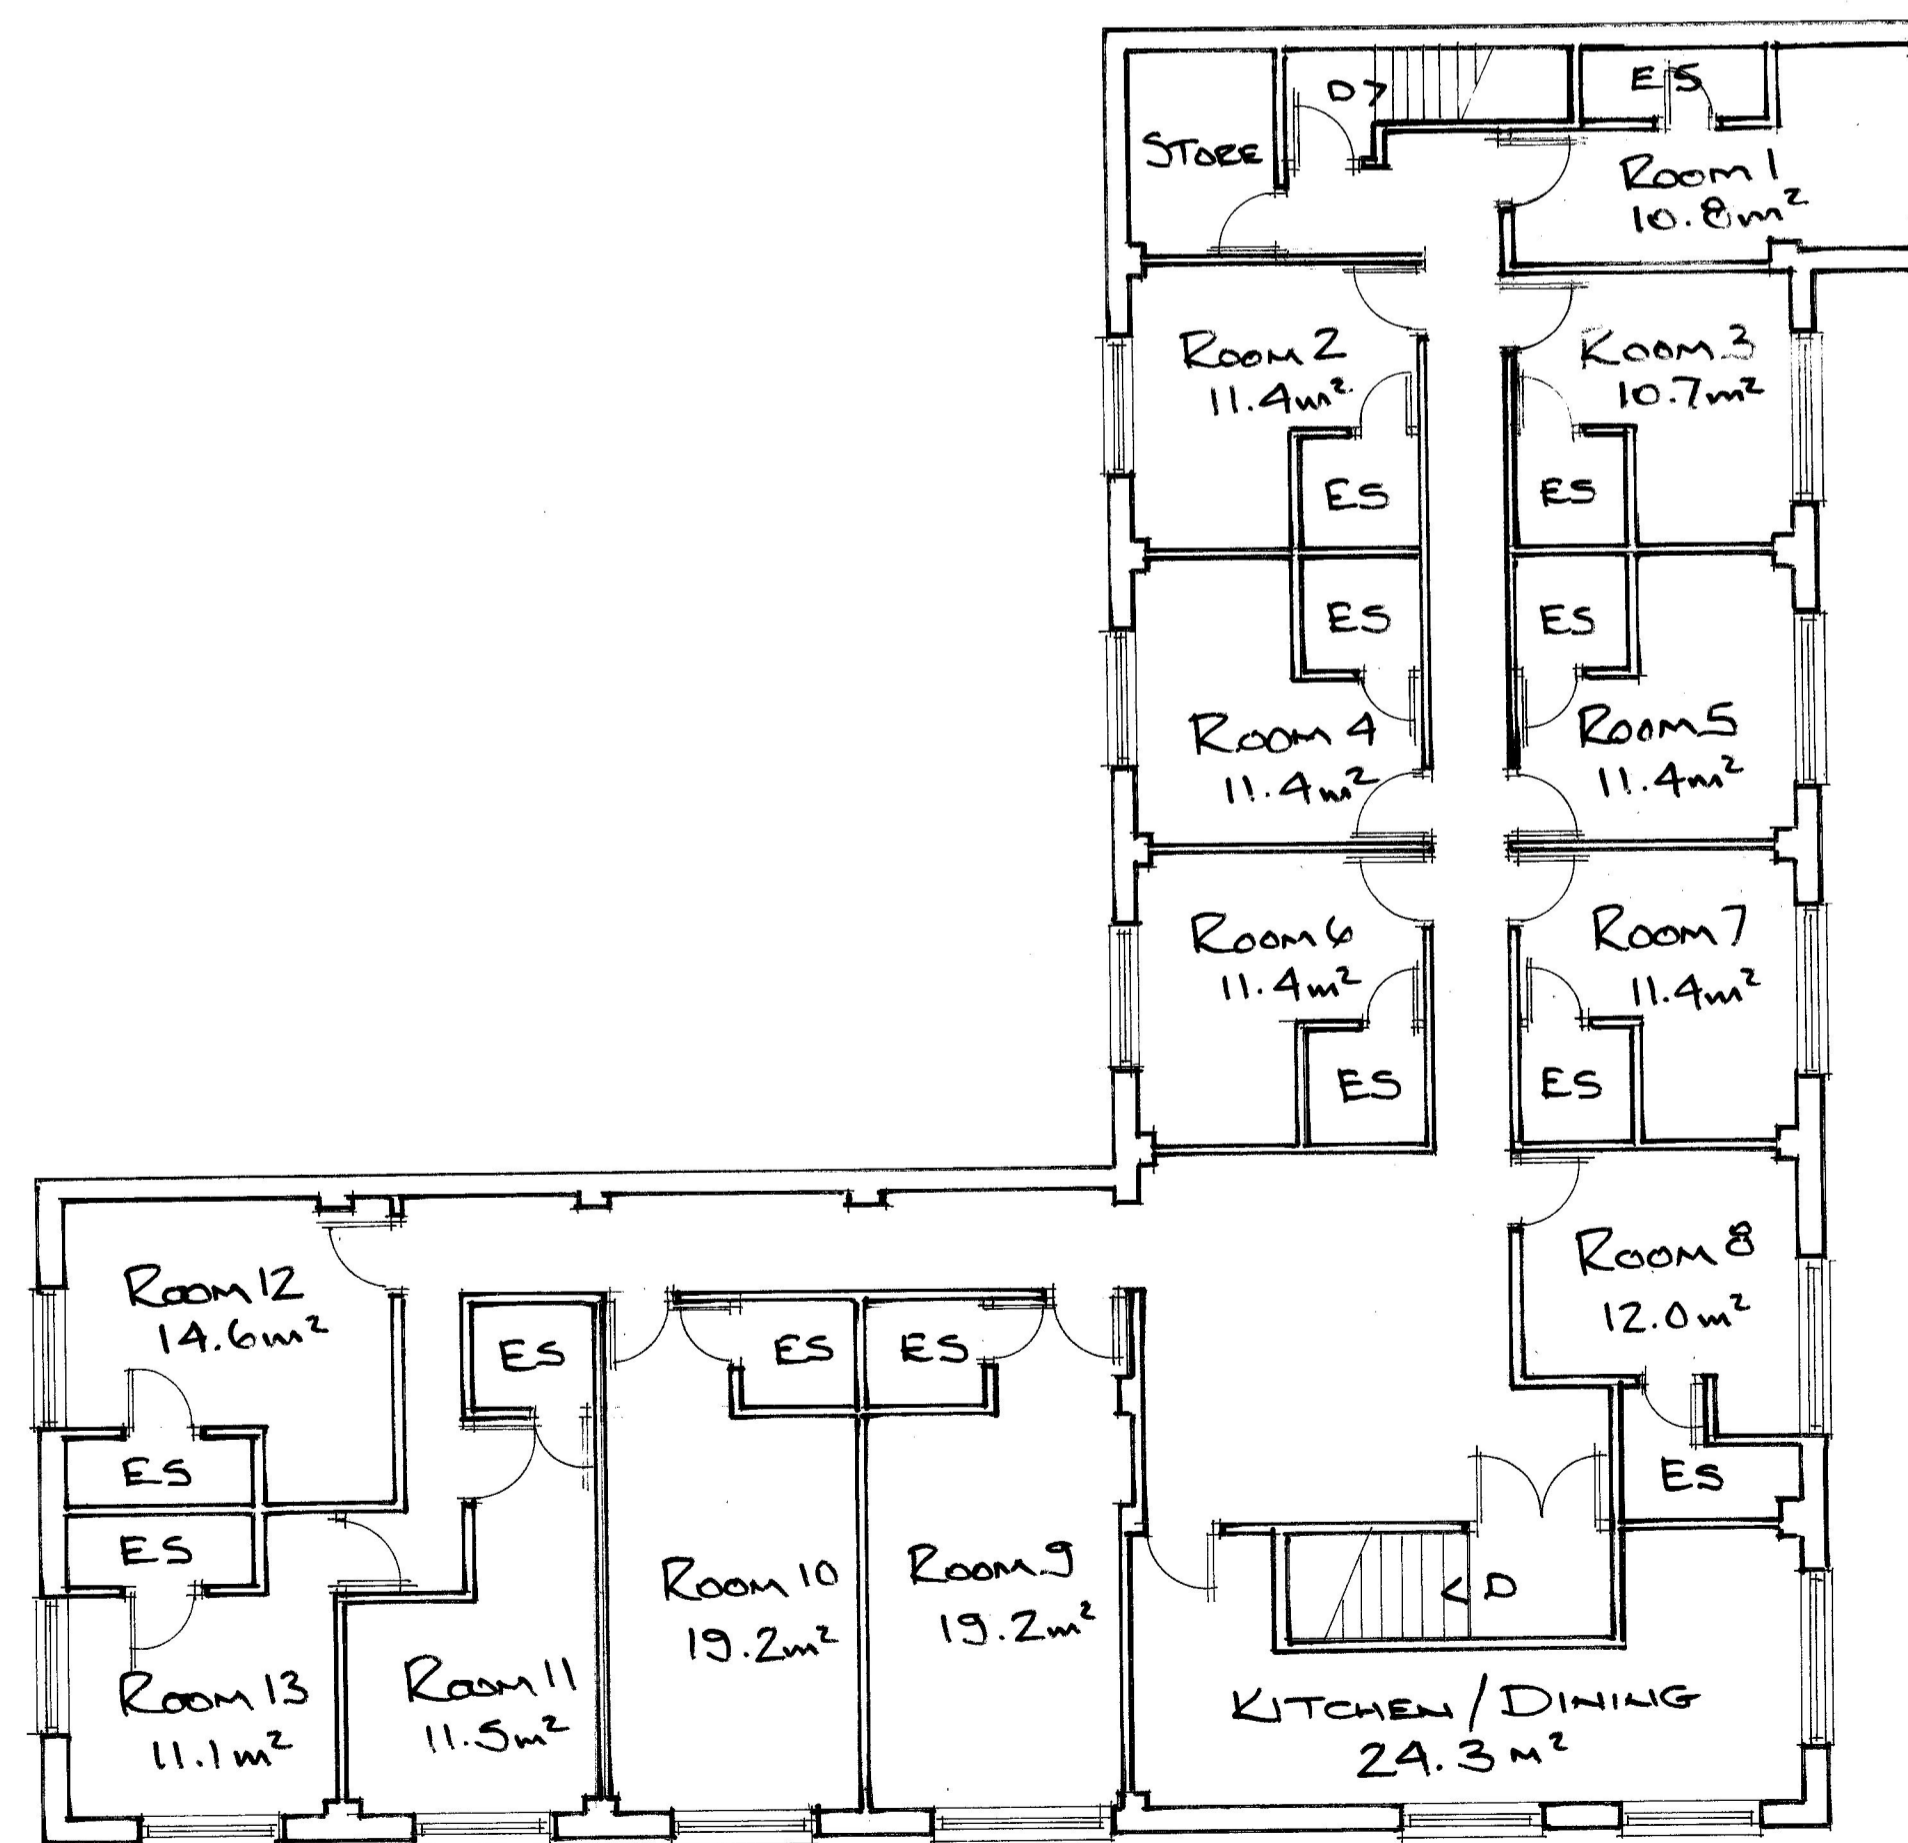 D >
ES
STORE
ROOM 1
10.8m²
ROOM 2
11.4m²
ROOM 3
10.7m²
ES
ES
ES
ES
ROOM 4
11.4m²
ROOM 5
11.4m²
ROOM 6
11.4m²
ROOM 7
11.4m²
ES
ES
ROOM 8
12.0m²
ROOM 12
14.6m²
ES
ES
ES
ES
ES
ES
ROOM 10
19.2m²
ROOM 9
19.2m²
< D
ROOM 13
11.1m²
ROOM 11
11.5m²
KITCHEN / DINING
24.3m²